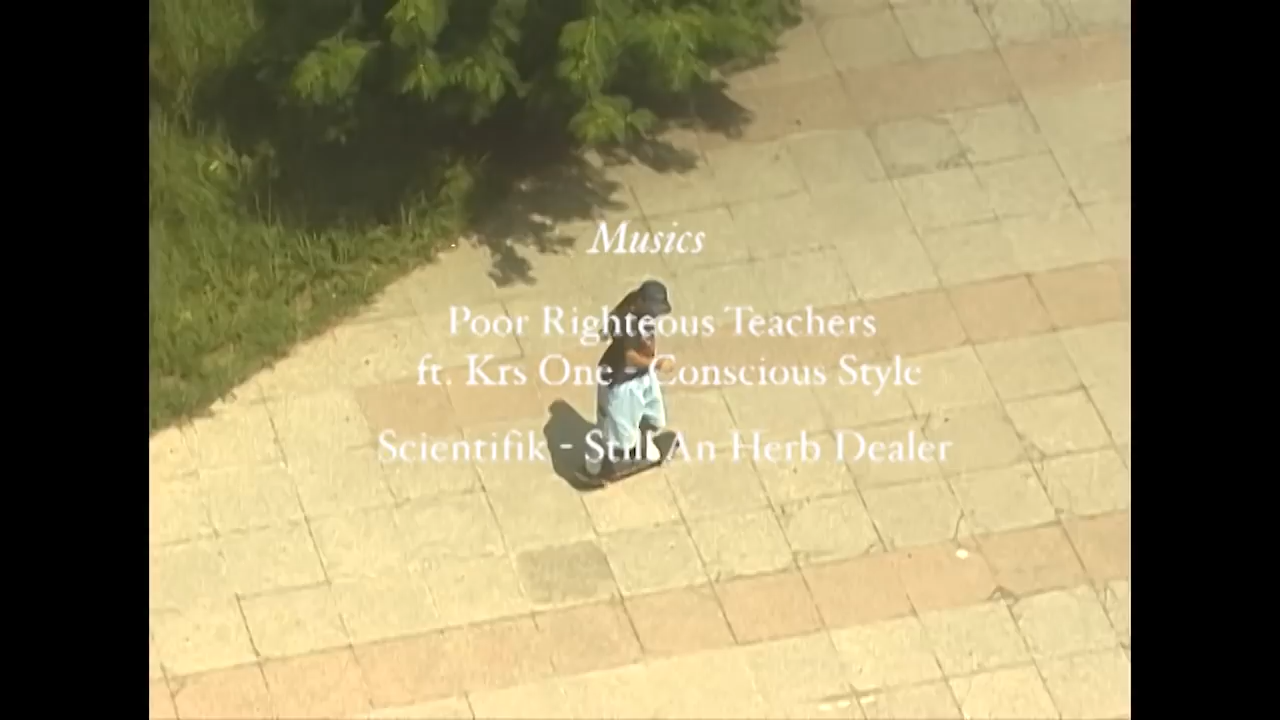 Musics
Poor Righteous Teachers
ft. Krs One - Conscious Style
Scientifik - Still An Herb Dealer